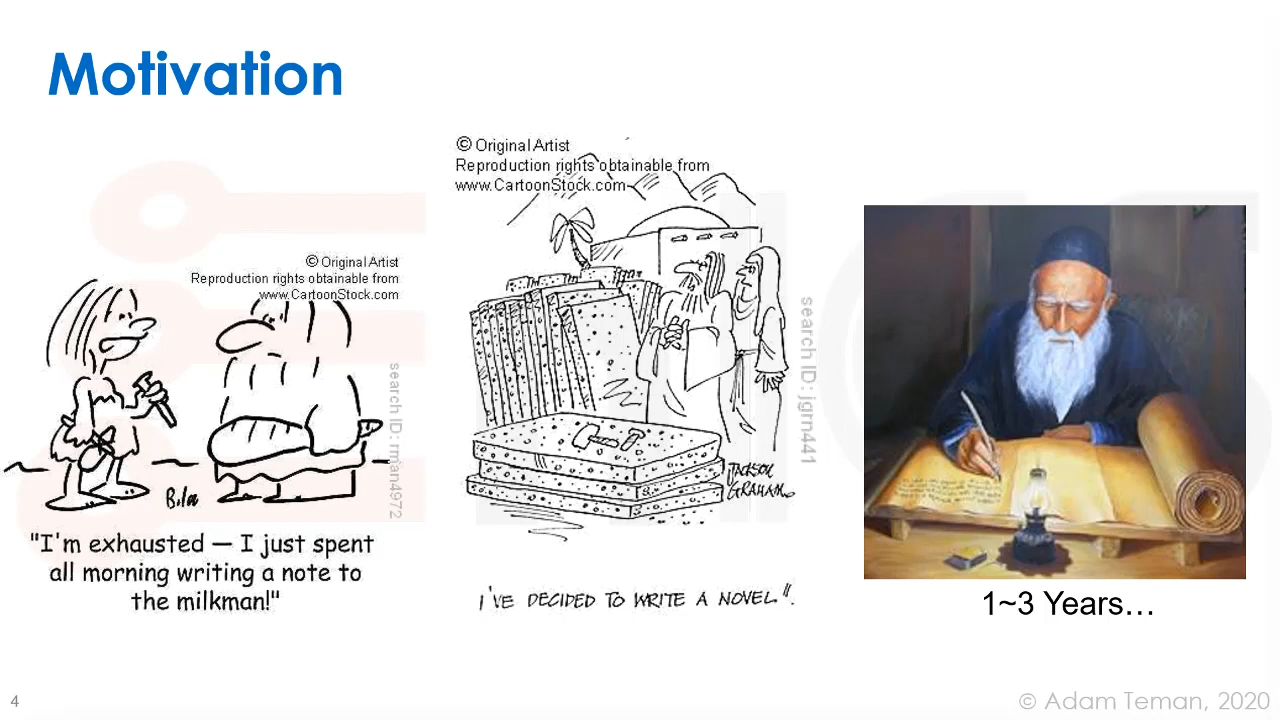 Motivation
© Original Artist
Reproduction rights obtainable from
www.CartoonStock.com
search ID: rman4972
"I'm exhausted — I just spent
all morning writing a note to
the milkman!"
© Original Artist
Reproduction rights obtainable from
www.CartoonStock.com
search ID: jgrn441
JACKSON
GRAHAM
I'VE DECIDED TO WRITE A NOVEL".
1~3 Years…
4
© Adam Teman, 2020